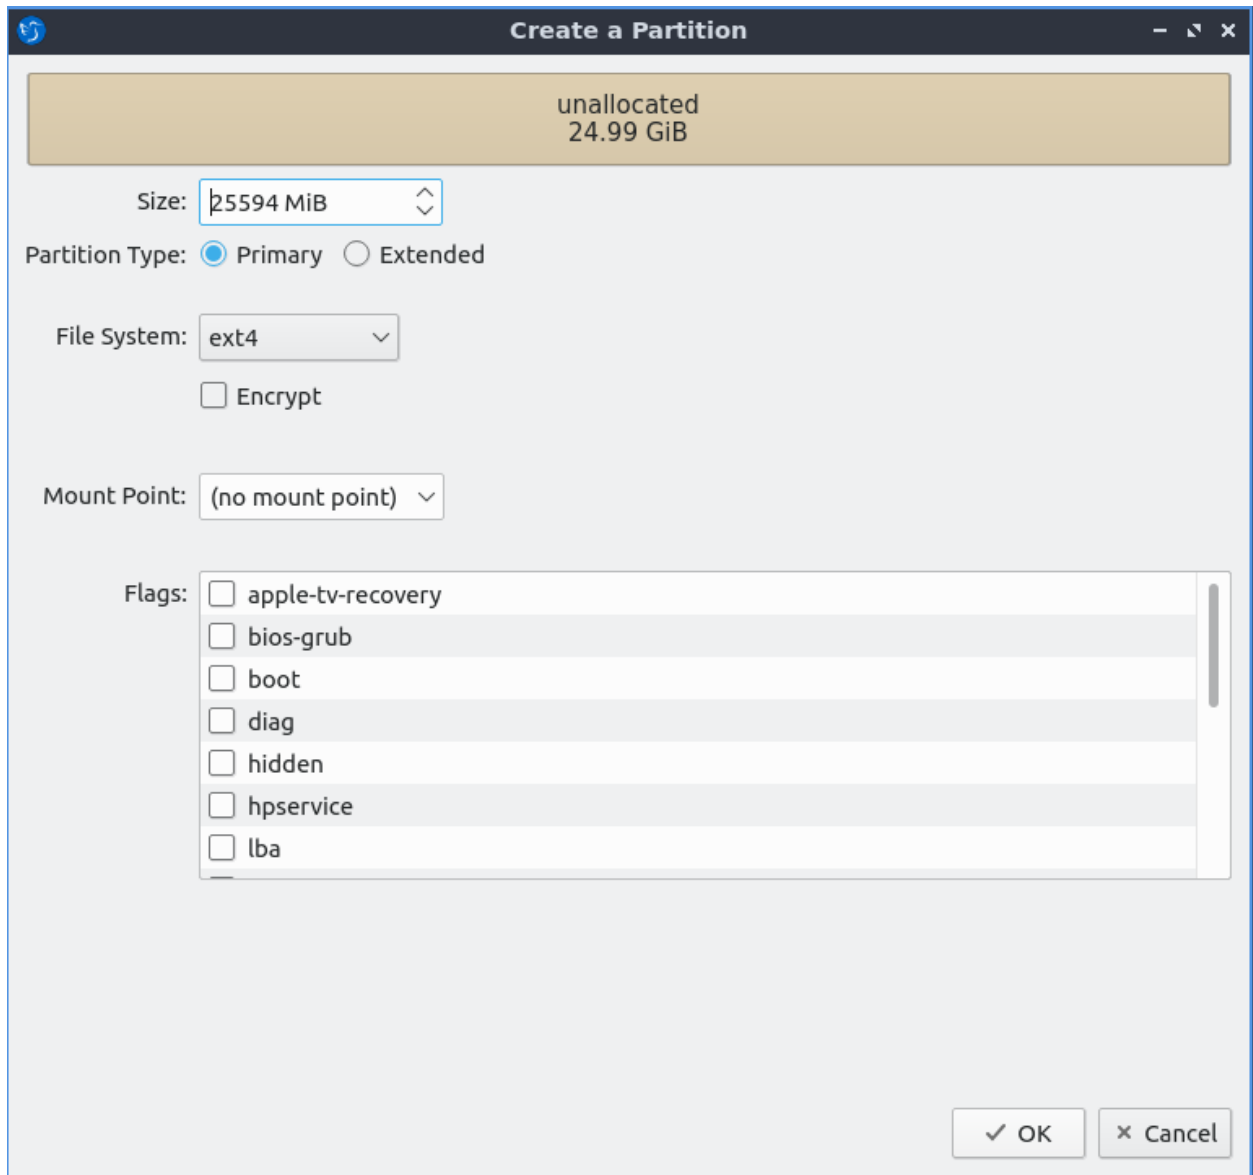 Create a Partition
unallocated
24.99 GiB
Size: 25594 MiB
Partition Type: Primary Extended
File System: ext4
Encrypt
Mount Point: (no mount point)
Flags: apple-tv-recovery
bios-grub
boot
diag
hidden
hpservice
lba
OK Cancel